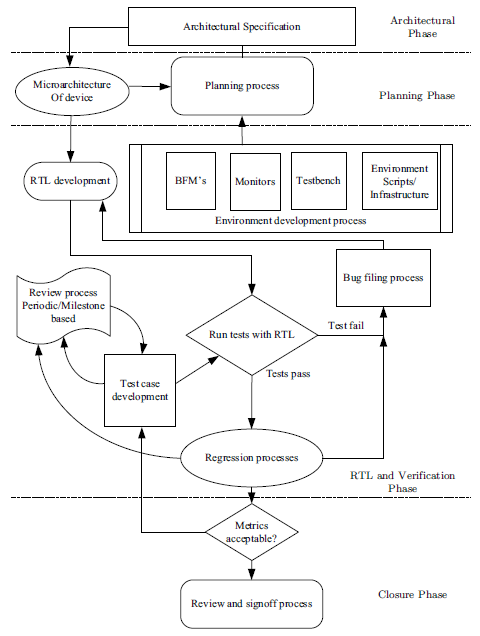 Architectural Specification
Architectural
Phase
Microarchitecture
Of device
Planning process
Planning Phase
RTL development
BFM's
Monitors
Testbench
Environment
Scripts/
Infrastructure
Environment development process
Bug filing process
Review process
Periodic/Milestone
based
Run tests with RTL
Test fail
Test case
development
Tests pass
Regression processes
RTL and Verification
Phase
Metrics
acceptable?
Review and signoff process
Closure Phase